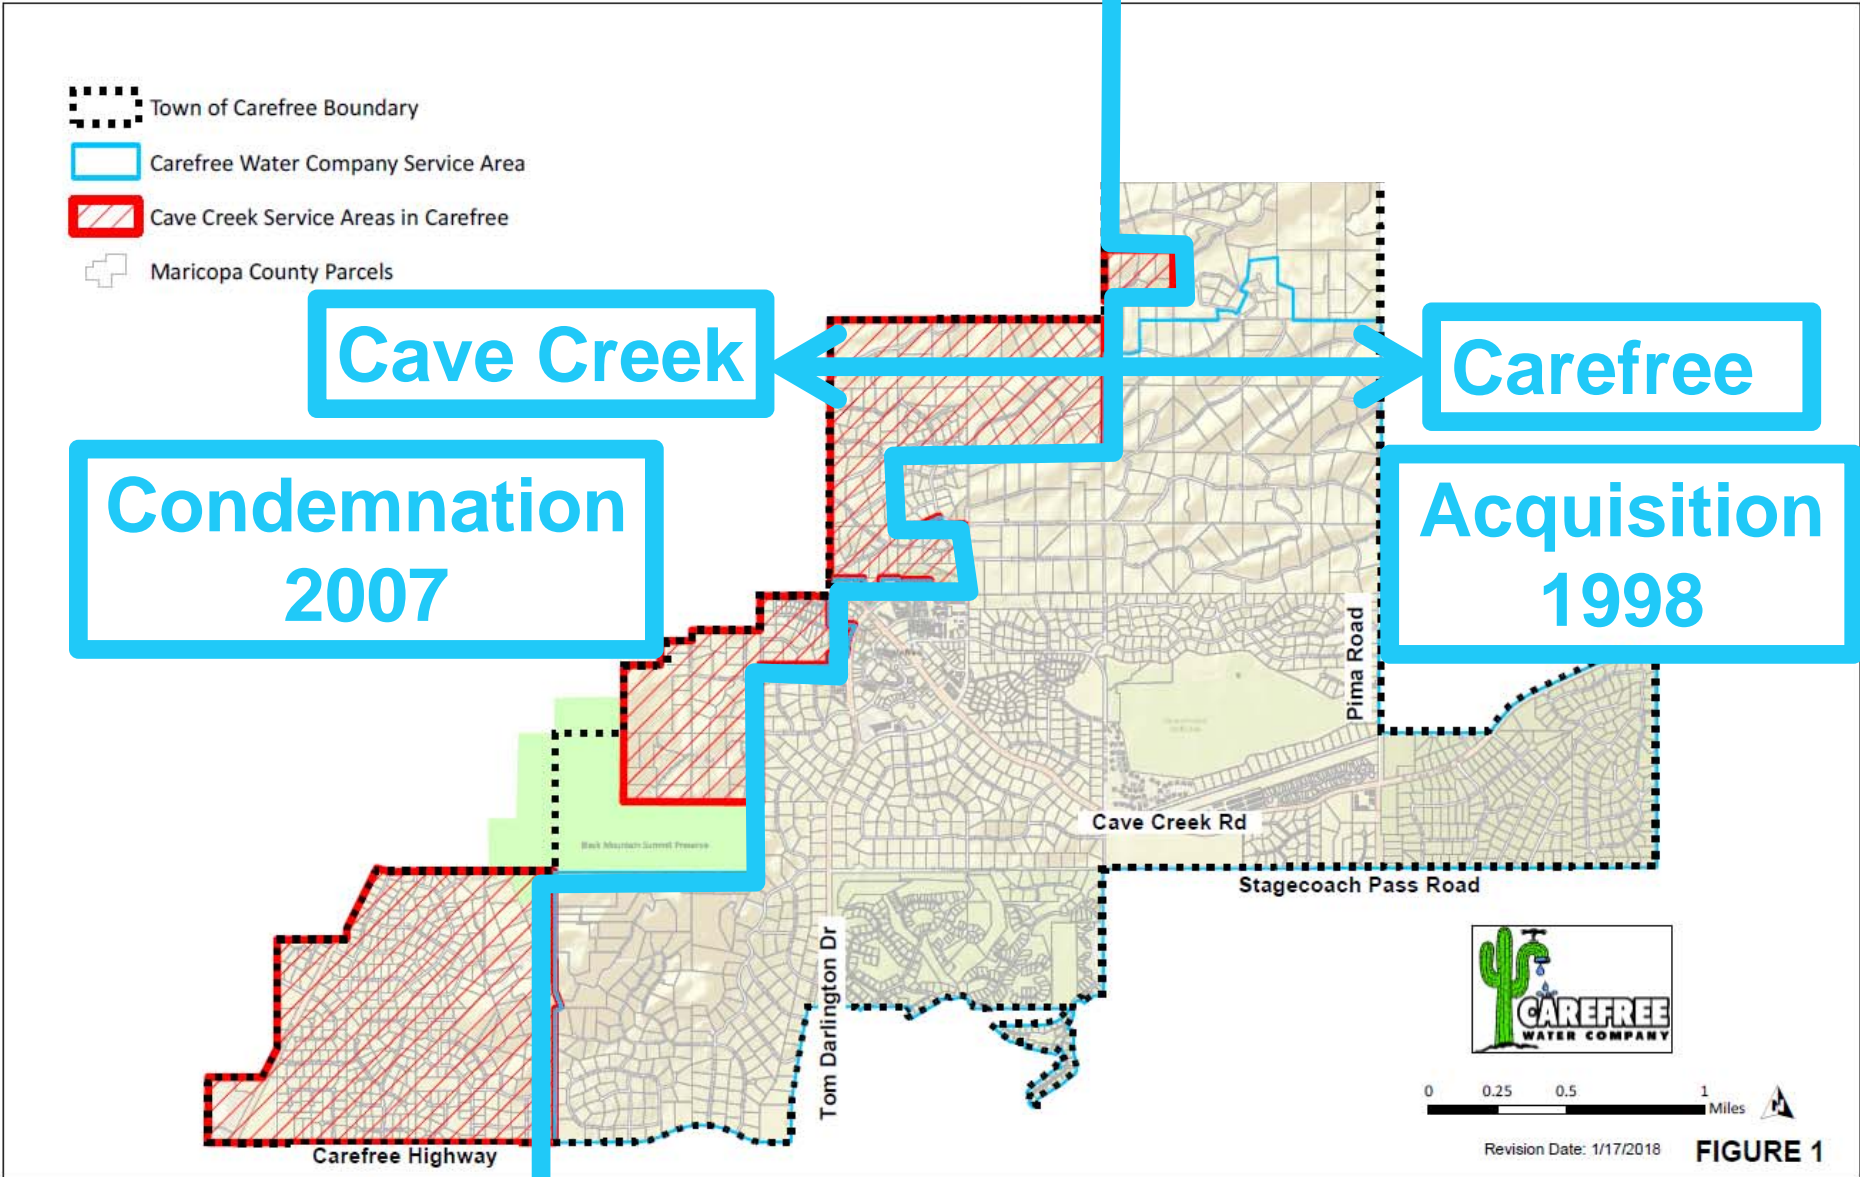 Town of Carefree Boundary
Carefree Water Company Service Area
Cave Creek Service Areas in Carefree
Maricopa County Parcels
Cave Creek
Carefree
Condemnation
2007
Acquisition
1998
Pima Road
Cave Creek Rd
Stagecoach Pass Road
Tom Darlington Dr
Carefree Highway
CAREFREE
WATER COMPANY
0 0.25 0.5 1
Miles
Revision Date: 1/17/2018
FIGURE 1